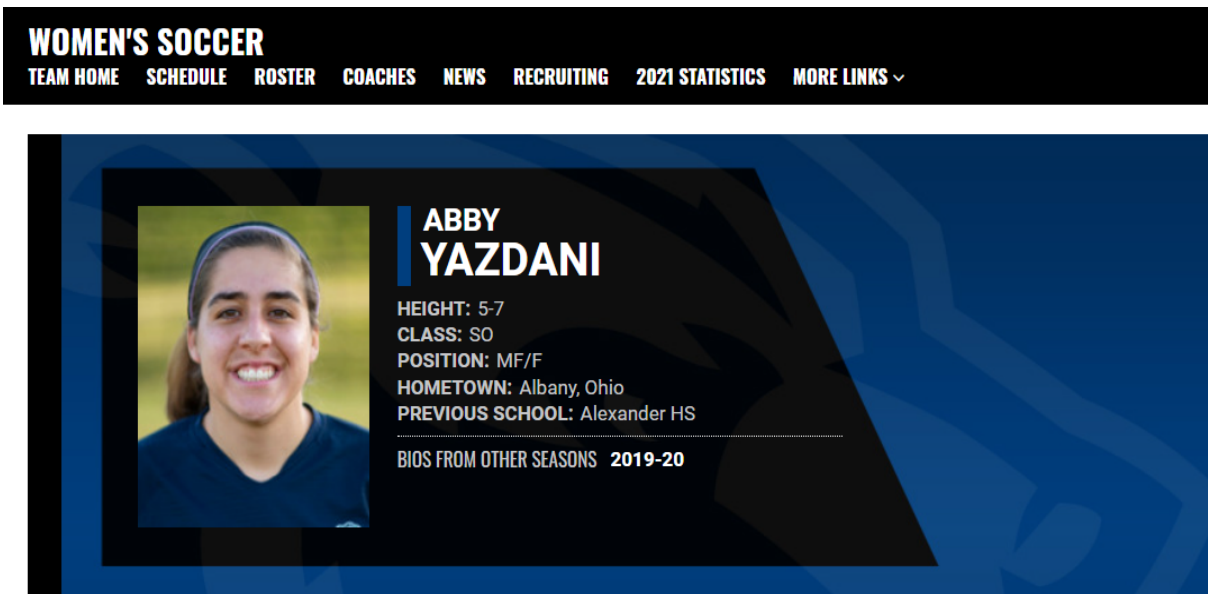 WOMEN'S SOCCER
TEAM HOME SCHEDULE ROSTER COACHES NEWS RECRUITING 2021 STATISTICS MORE LINKS
ABBY
YAZDANI
HEIGHT: 5-7
CLASS: SO
POSITION: MF/F
HOMETOWN: Albany, Ohio
PREVIOUS SCHOOL: Alexander HS
BIOS FROM OTHER SEASONS 2019-20